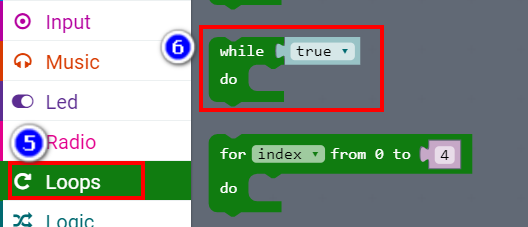 Input
Music
Led
5 Radio
Loops
Logic
6 while true
do
for index from 0 to 4
do